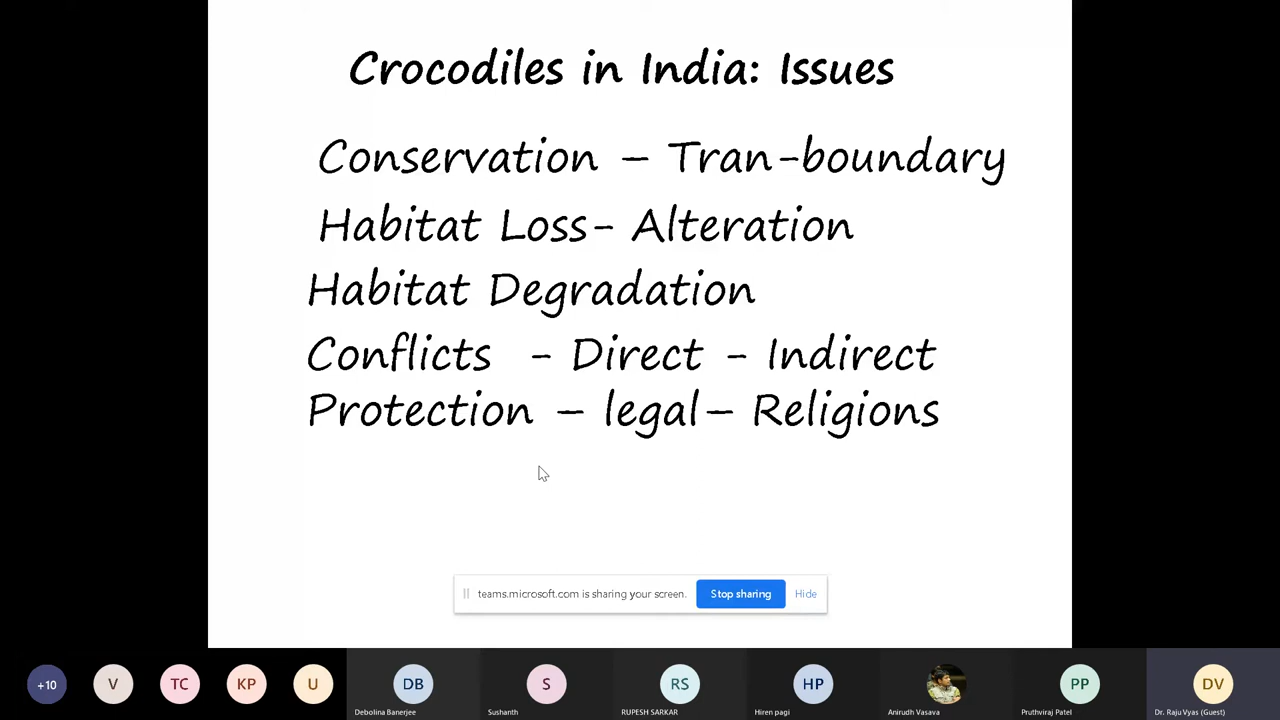 Crocodiles in India: Issues
Conservation – Tran-boundary
Habitat Loss- Alteration
Habitat Degradation
Conflicts - Direct - Indirect
Protection – legal– Religions
teams.microsoft.com is sharing your screen. Stop sharing Hide
+10 V TC KP U DB S RS HP PP DV
Debolina Banerjee Sushanth RUPESH SARKAR Hiren pagi Anirudh Vasava Pruthviraj Patel Dr. Raju Vyas (Guest)